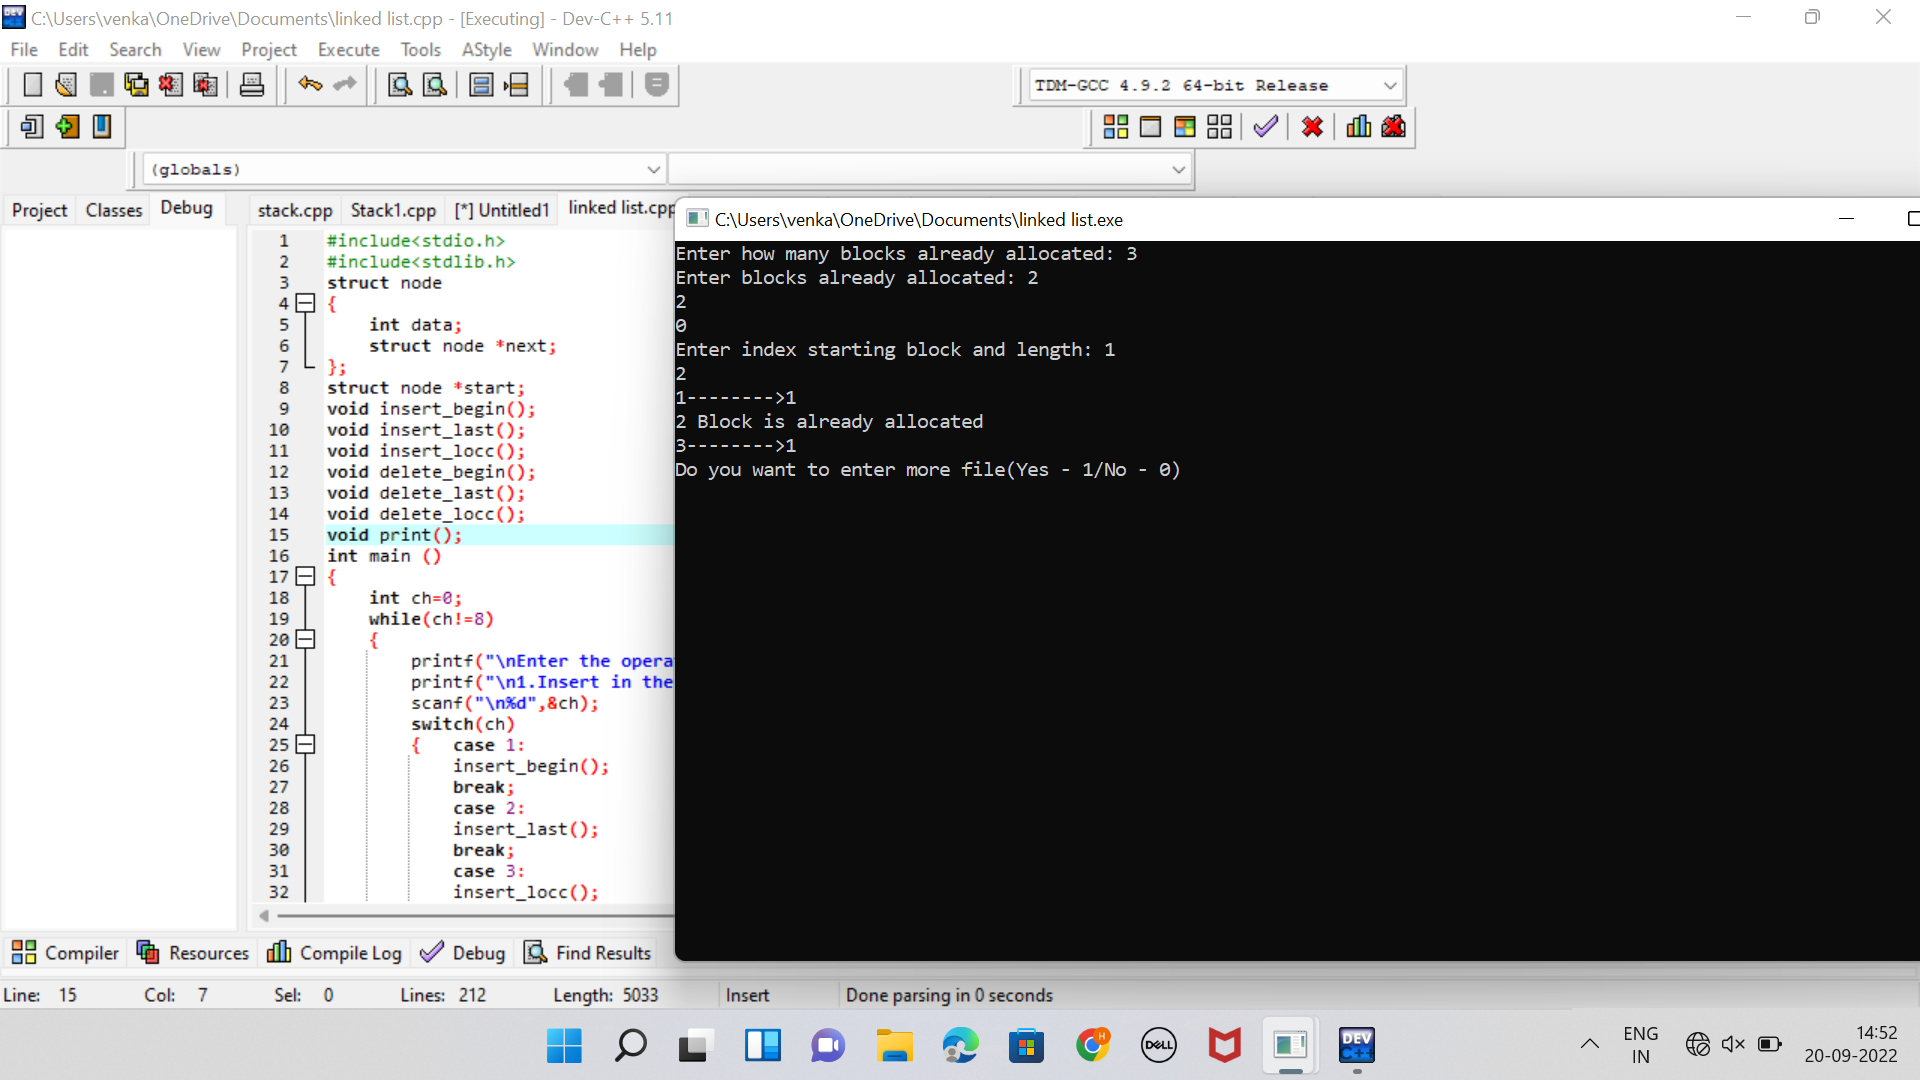 C:\Users\venka\OneDrive\Documents\linked list.cpp - [Executing] - Dev-C++ 5.11
File Edit Search View Project Execute Tools AStyle Window Help
TDM-GCC 4.9.2 64-bit Release
(globals)
Project Classes Debug
stack.cpp Stack1.cpp [*] Untitled1 linked list.cpp
1 #include<stdio.h>
2 #include<stdlib.h>
3 struct node
4 {
5 int data;
6 struct node *next;
7 };
8 struct node *start;
9 void insert_begin();
10 void insert_last();
11 void insert_locc();
12 void delete_begin();
13 void delete_last();
14 void delete_locc();
15 void print();
16 int main ()
17 {
18 int ch=0;
19 while(ch!=8)
20 {
21 printf("\nEnter the opera
22 printf("\n1.Insert in the
23 scanf("\n%d",&ch);
24 switch(ch)
25 { case 1:
26 insert_begin();
27 break;
28 case 2:
29 insert_last();
30 break;
31 case 3:
32 insert_locc();
C:\Users\venka\OneDrive\Documents\linked list.exe
Enter how many blocks already allocated: 3
Enter blocks already allocated: 2
2
0
Enter index starting block and length: 1
2
1-------->1
2 Block is already allocated
3-------->1
Do you want to enter more file(Yes - 1/No - 0)
Compiler Resources Compile Log Debug Find Results
Line: 15 Col: 7 Sel: 0 Lines: 212 Length: 5033 Insert Done parsing in 0 seconds
DELL
DEV
C++
H
ENG
IN
14:52
20-09-2022